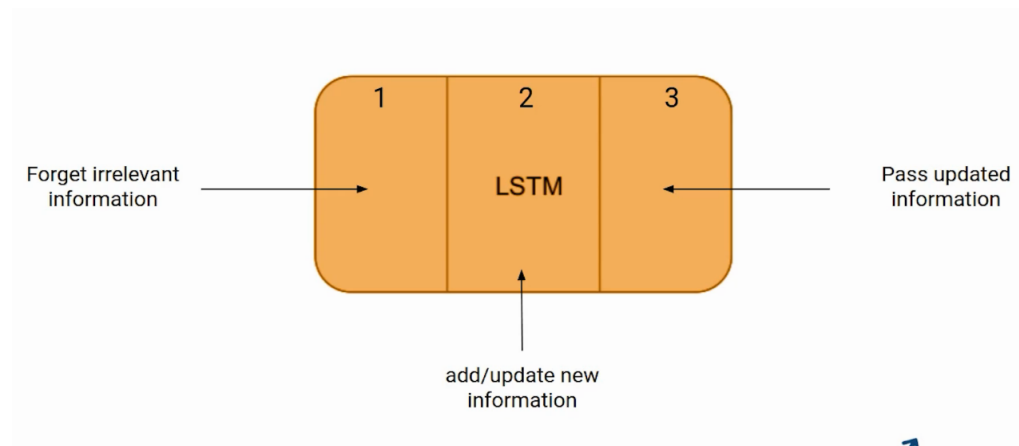 1
2
3
Forget irrelevant
information
LSTM
Pass updated
information
add/update new
information